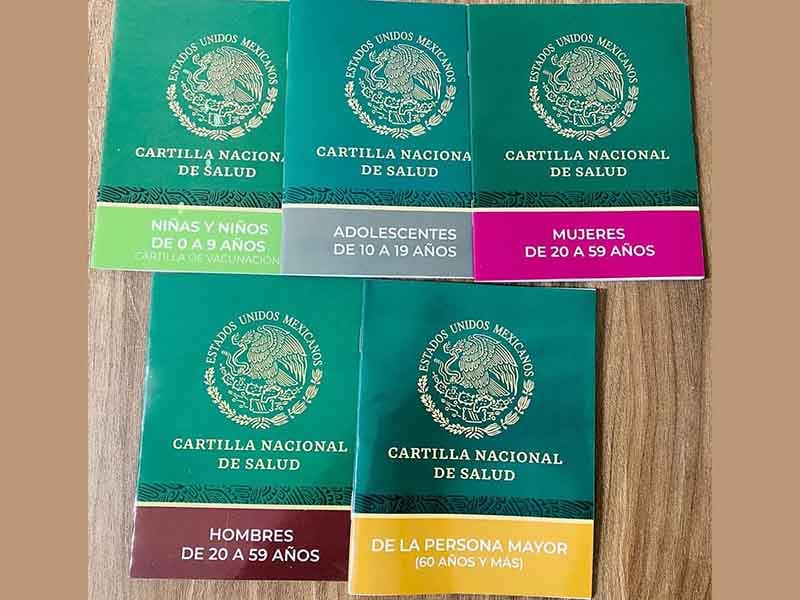 ESTADOS UNIDOS MEXICANOS
CARTILLA NACIONA
DE SALUD
NIÑAS Y NIÑOS
DE 0 A 9 AÑOS
CARTILLA DE VACUNACIÓN
ESTADOS UNIDOS MEXICANOS
CARTILLA NACIONA
DE SALUD
ADOLESCENTES
DE 10 A 19 AÑOS
ESTADOS UNIDOS MEXICANOS
CARTILLA NACIONAL
DE SALUD
MUJERES
DE 20 A 59 AÑOS
ESTADOS UNIDOS MEXICANOS
CARTILLA NACIONAL
DE SALUD
HOMBRES
DE 20 A 59 AÑOS
ESTADOS UNIDOS MEXICANOS
CARTILLA NACIONAL
DE SALUD
DE LA PERSONA MAYOR
(60 AÑOS Y MÁS)